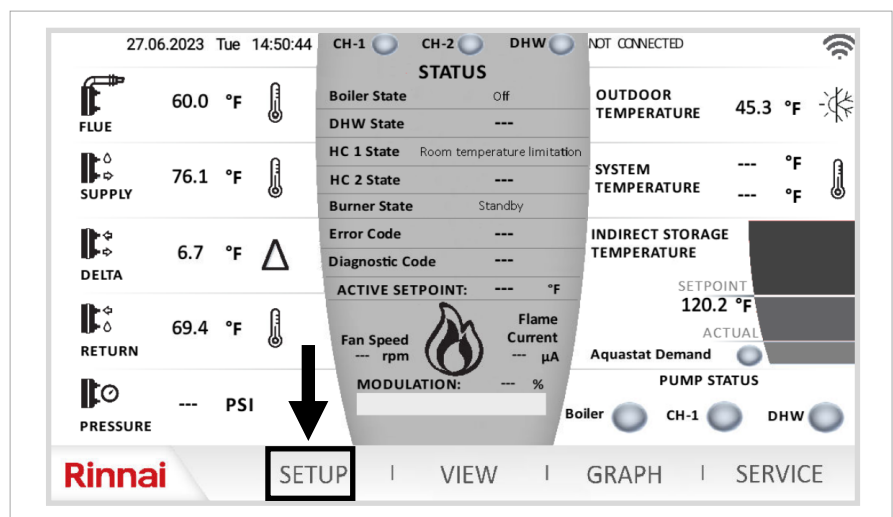 27.06.2023 Tue 14:50:44
CH-1 CH-2 DHW
NOT CONNECTED
FLUE
60.0 °F
SUPPLY
76.1 °F
DELTA
6.7 °F Δ
RETURN
69.4 °F
PRESSURE
--- PSI
STATUS
Boiler State Off
DHW State ---
HC 1 State Room temperature limitation
HC 2 State ---
Burner State Standby
Error Code ---
Diagnostic Code ---
ACTIVE SETPOINT: --- °F
Fan Speed
--- rpm
Flame
Current
--- µA
MODULATION: --- %
OUTDOOR
TEMPERATURE
45.3 °F
SYSTEM
TEMPERATURE
--- °F
--- °F
INDIRECT STORAGE
TEMPERATURE
SETPOINT
120.2 °F
ACTUAL
Aquastat Demand
PUMP STATUS
Boiler CH-1 DHW
Rinnai
SETUP | VIEW | GRAPH | SERVICE